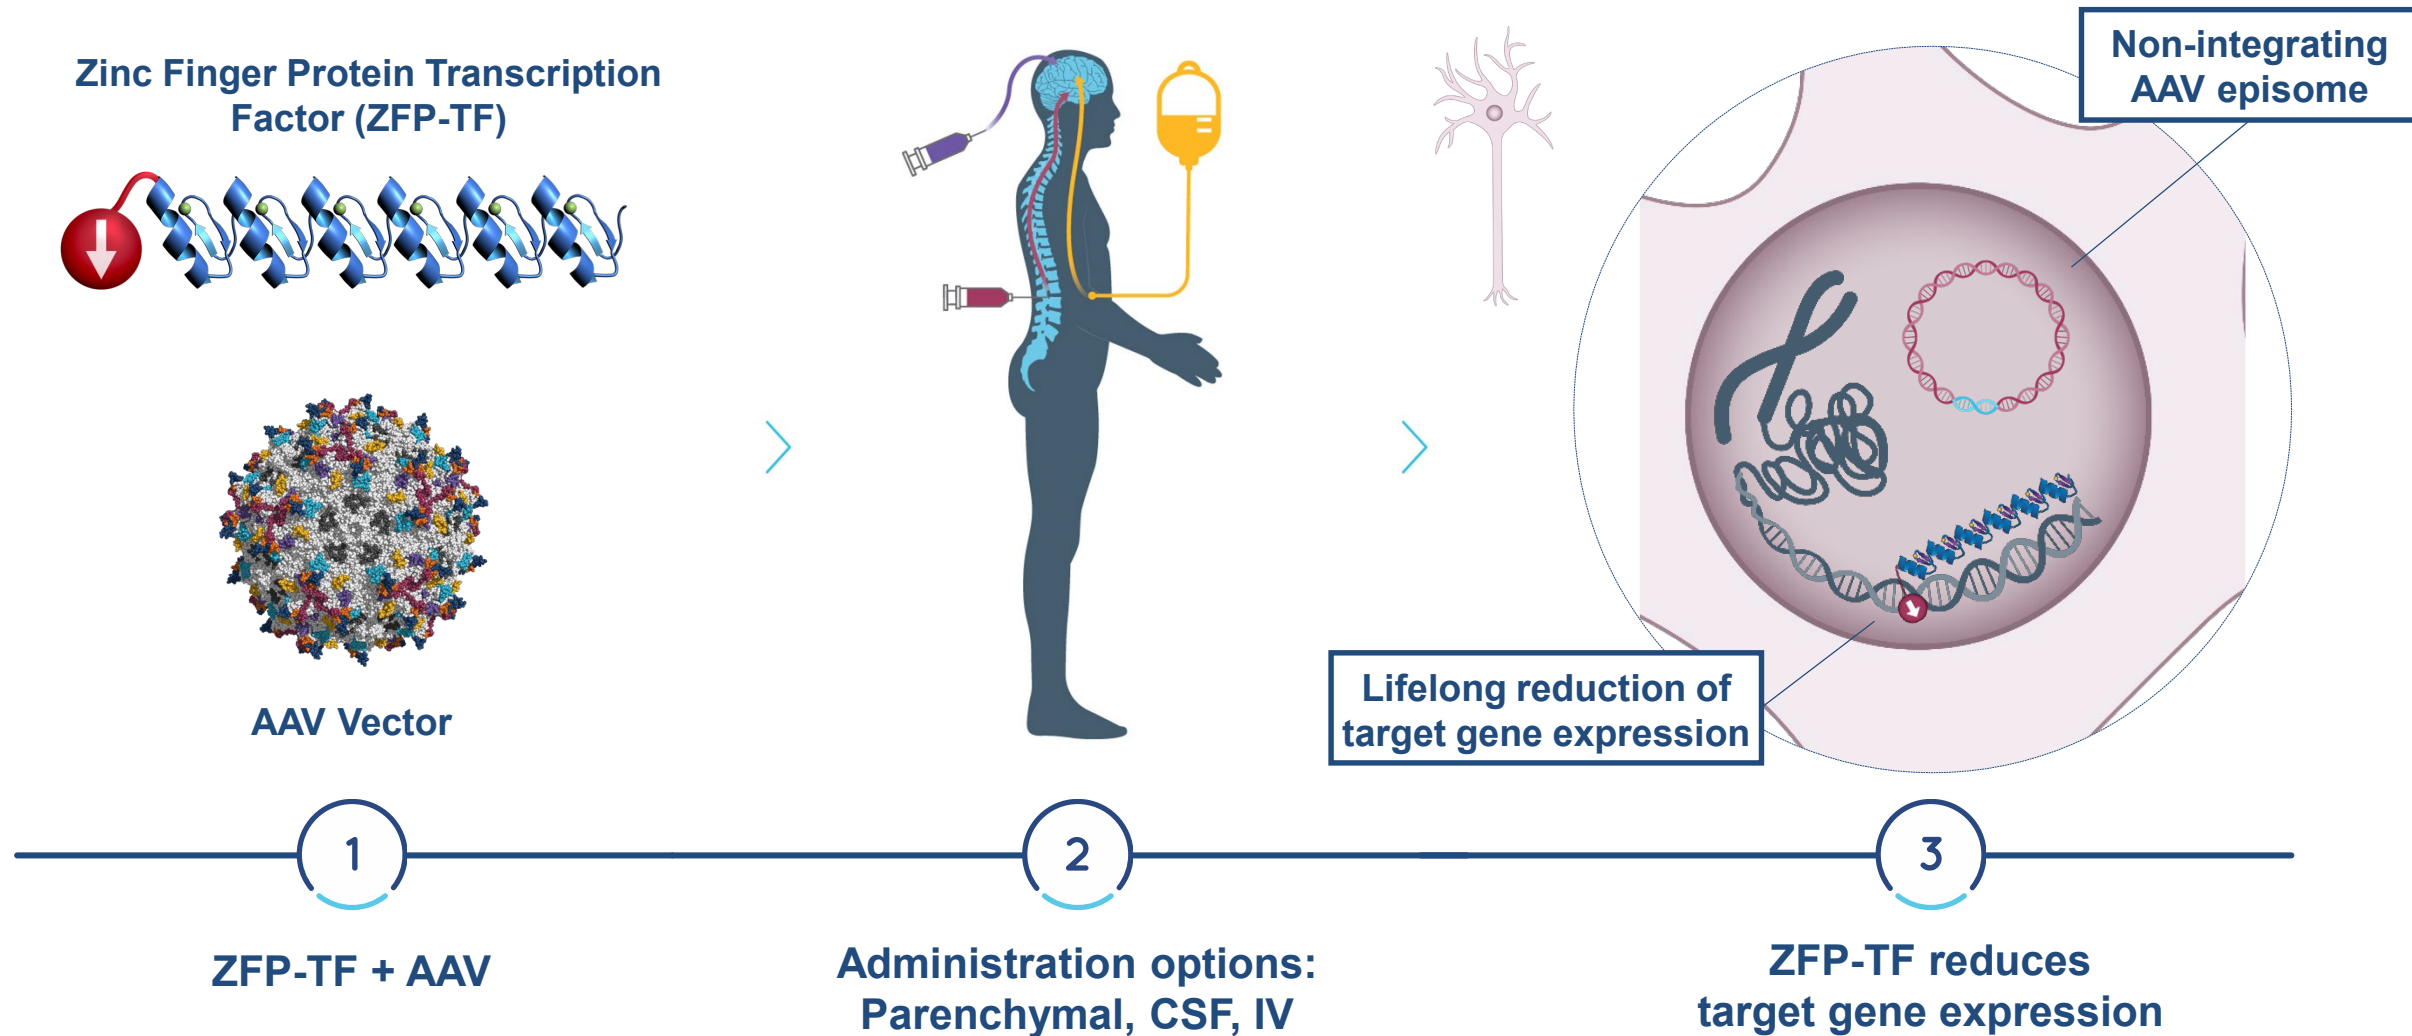 Zinc Finger Protein Transcription
Factor (ZFP-TF)
AAV Vector
Non-integrating
AAV episome
Lifelong reduction of
target gene expression
1
2
3
ZFP-TF + AAV
Administration options:
Parenchymal, CSF, IV
ZFP-TF reduces
target gene expression